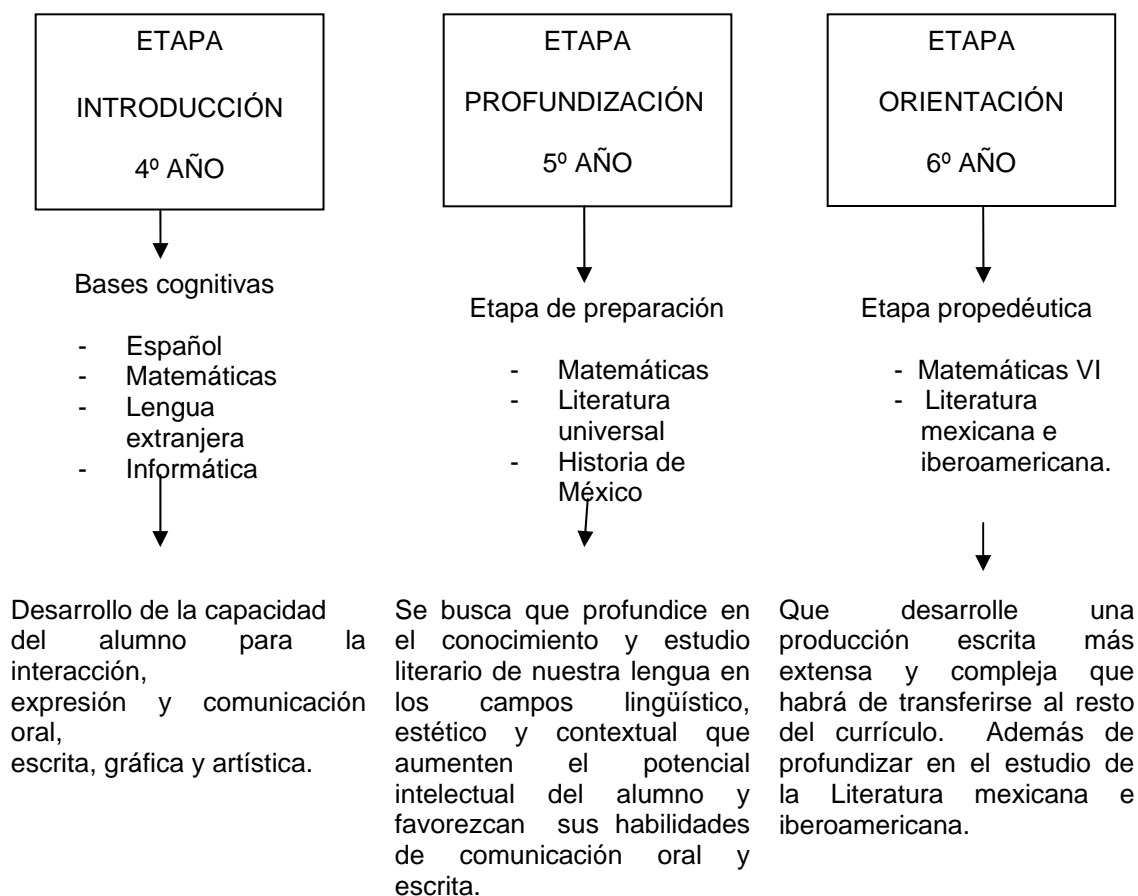 ETAPA
INTRODUCCIÓN
4º AÑO
Bases cognitivas
- Español
- Matemáticas
- Lengua
extranjera
- Informática
Desarrollo de la capacidad
del alumno para la
interacción,
expresión y comunicación
oral,
escrita, gráfica y artística.
ETAPA
PROFUNDIZACIÓN
5º AÑO
Etapa de preparación
- Matemáticas
- Literatura
universal
- Historia de
México
Se busca que profundice en
el conocimiento y estudio
literario de nuestra lengua en
los campos lingüístico,
estético y contextual que
aumenten el potencial
intelectual del alumno y
favorezcan sus habilidades
de comunicación oral y
escrita.
ETAPA
ORIENTACIÓN
6º AÑO
Etapa propedéutica
- Matemáticas VI
- Literatura
mexicana e
iberoamericana.
Que desarrolle una
producción escrita más
extensa y compleja que
habrá de transferirse al resto
del currículo. Además de
profundizar en el estudio de
la Literatura mexicana e
iberoamericana.